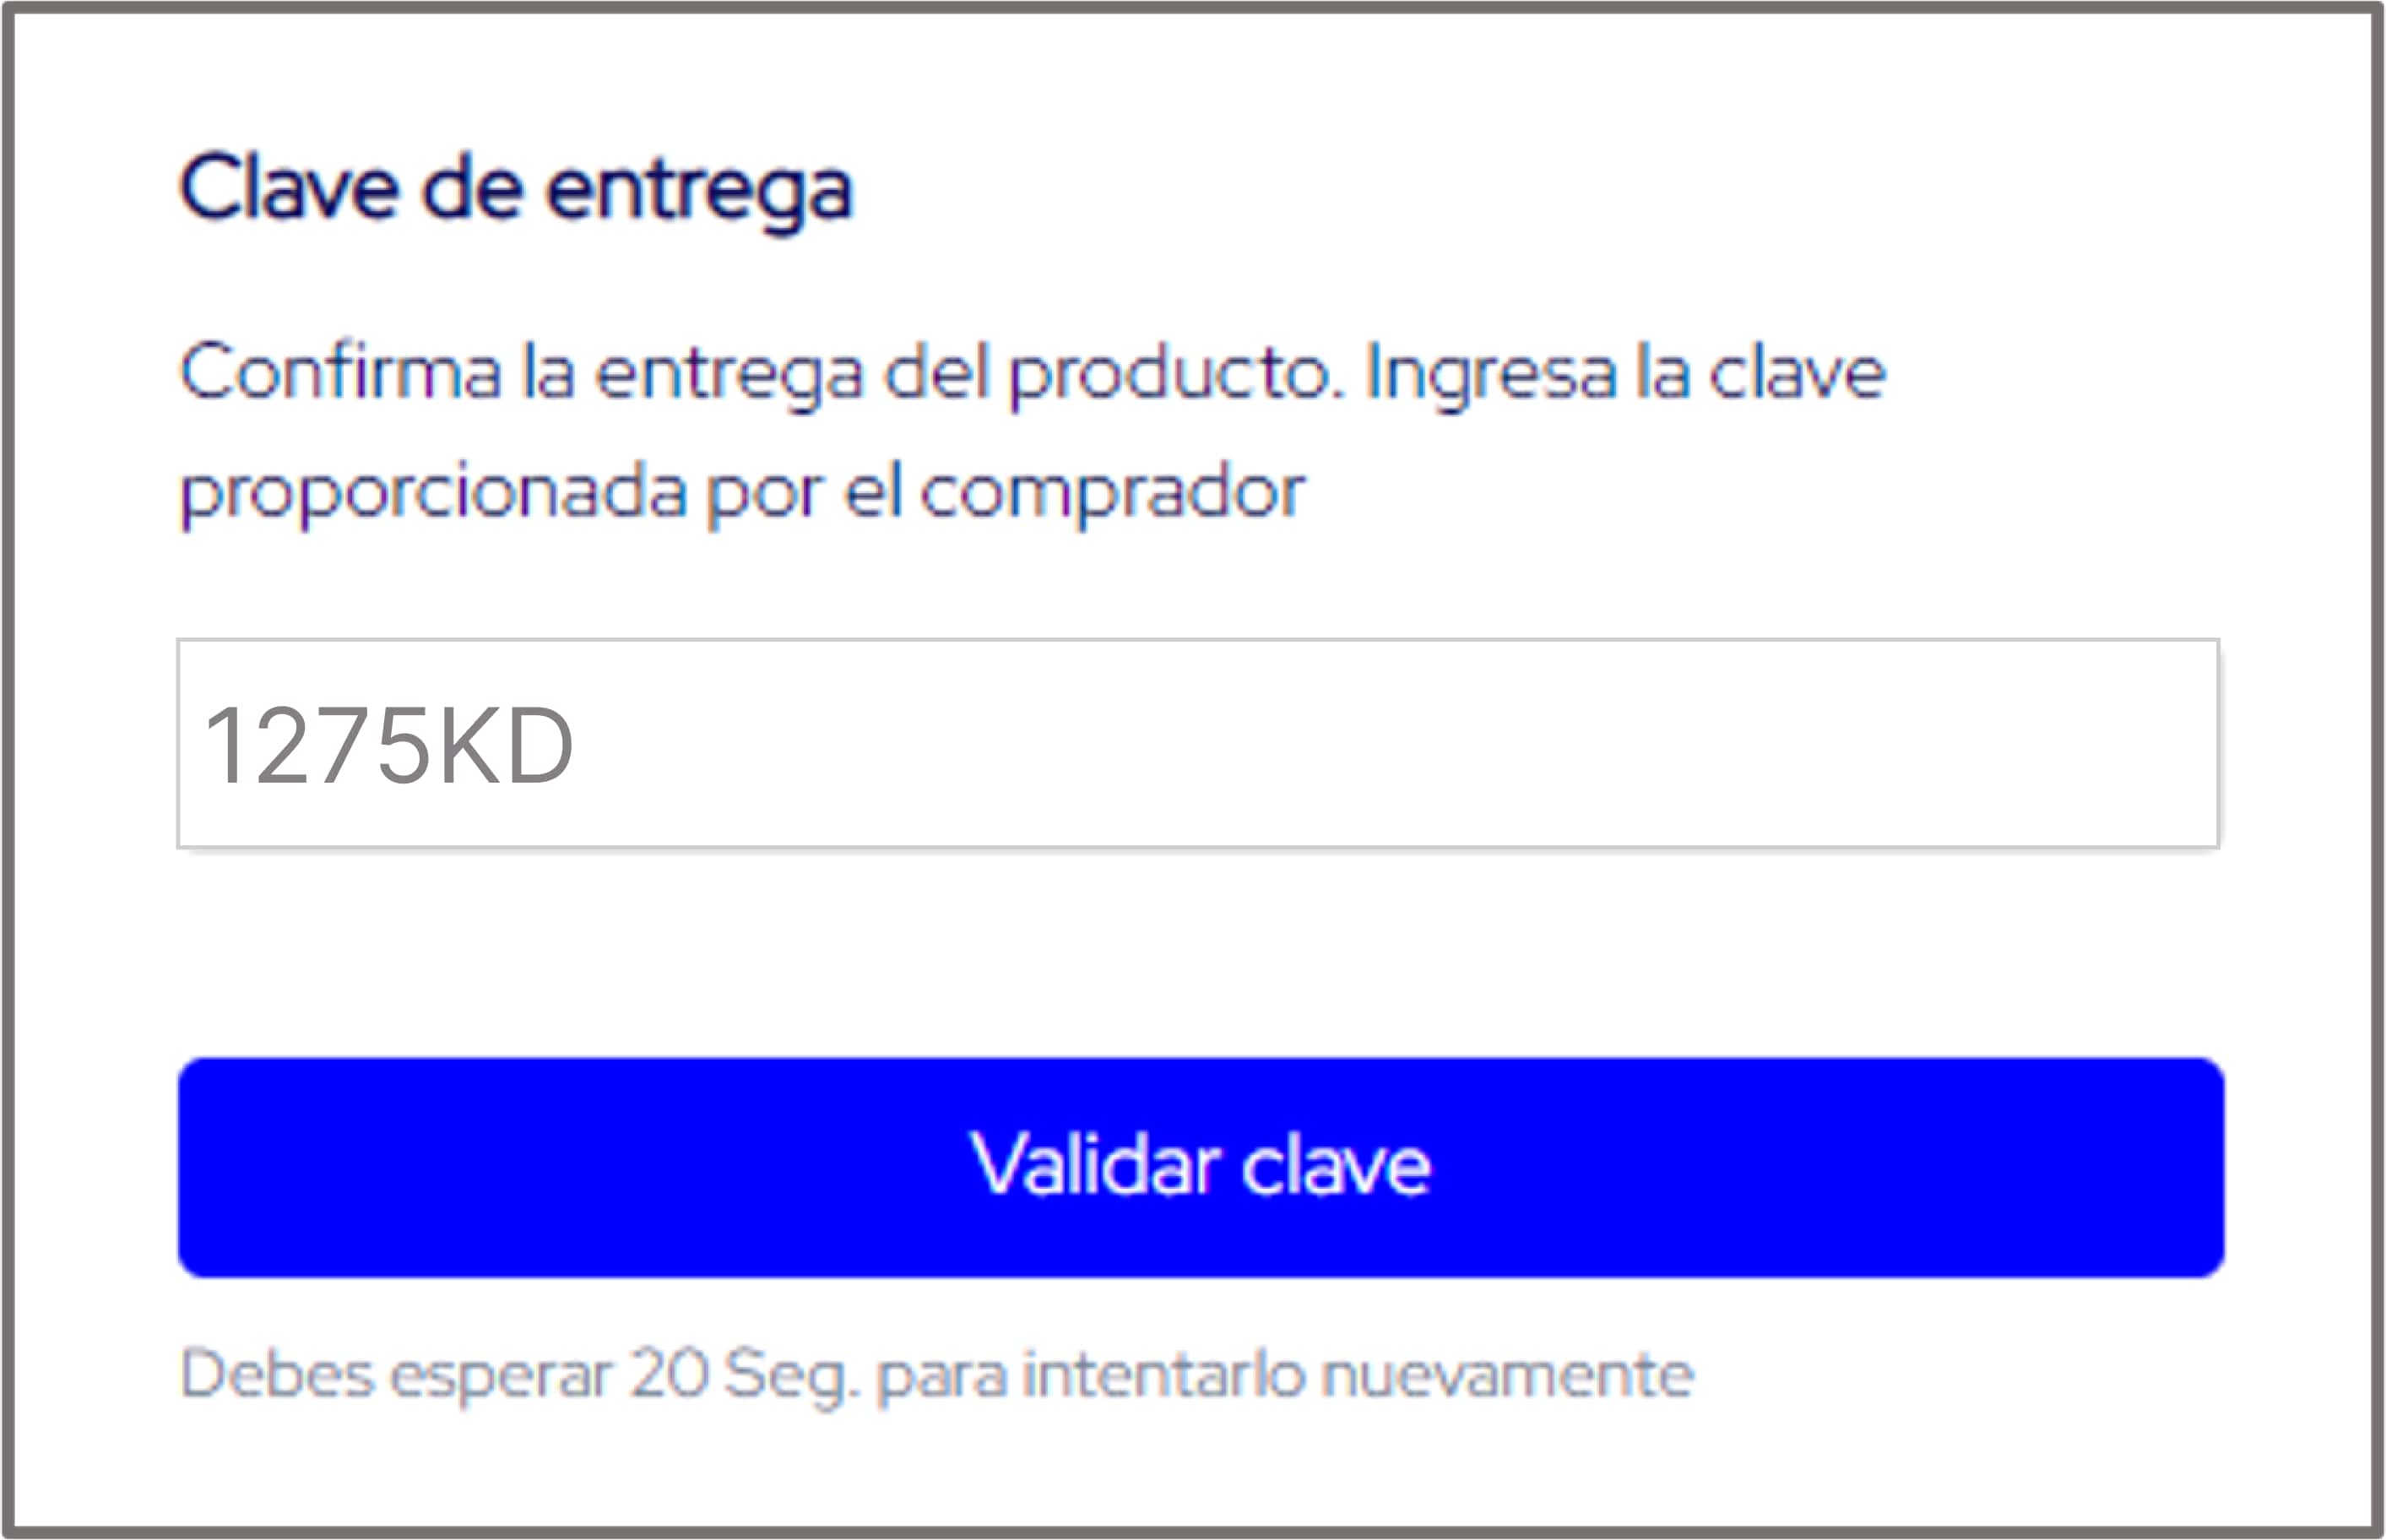 Clave de entrega
Confirma la entrega del producto. Ingresa la clave
proporcionada por el comprador
1275KD
Validar clave
Debes esperar 20 Seg. para intentarlo nuevamente